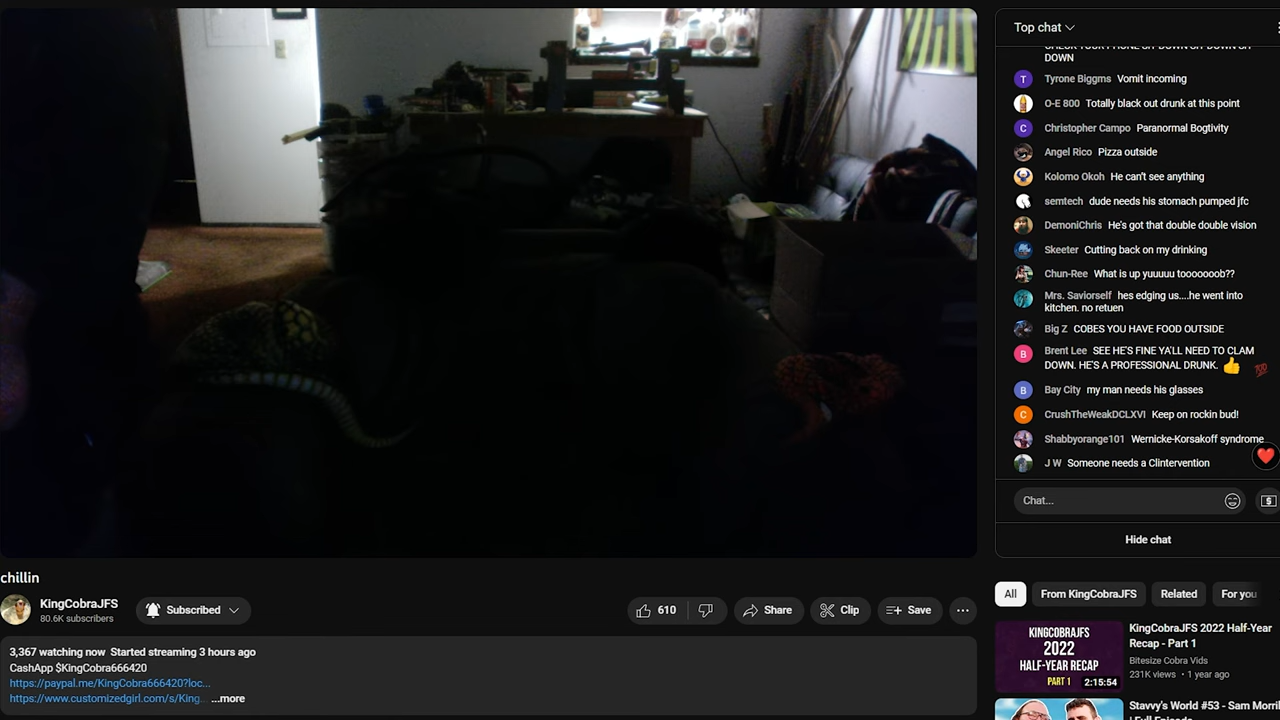 Top chat
DOWN
T Tyrone Biggms Vomit incoming
O-E 800 Totally black out drunk at this point
C Christopher Campo Paranormal Bogtivity
Angel Rico Pizza outside
Kolomo Okoh He can't see anything
semtech dude needs his stomach pumped jfc
DemoniChris He's got that double double vision
Skeeter Cutting back on my drinking
Chun-Ree What is up yuuuu tooooooob??
Mrs. Saviorself hes edging us....he went into
kitchen. no retuen
Big Z COBES YOU HAVE FOOD OUTSIDE
B Brent Lee SEE HE'S FINE YA'LL NEED TO CLAM
DOWN. HE'S A PROFESSIONAL DRUNK. 👍 💯
B Bay City my man needs his glasses
C CrushTheWeakDCLXVI Keep on rockin bud!
Shabbyorange101 Wernicke-Korsakoff syndrome
J W Someone needs a Clintervention
Chat...
Hide chat
chillin
KingCobraJFS
80.6K subscribers
Subscribed
610
Share
Clip
Save
3,367 watching now Started streaming 3 hours ago
CashApp $KingCobra666420
https://paypal.me/KingCobra666420?loc...
https://www.customizedgirl.com/s/King... ...more
All
From KingCobraJFS
Related
For you
KINGCOBRAJFS
2022
HALF-YEAR RECAP
PART 1
2:15:54
KingCobraJFS 2022 Half-Year
Recap - Part 1
Bitesize Cobra Vids
231K views • 1 year ago
Stavvy's World #53 - Sam Morri